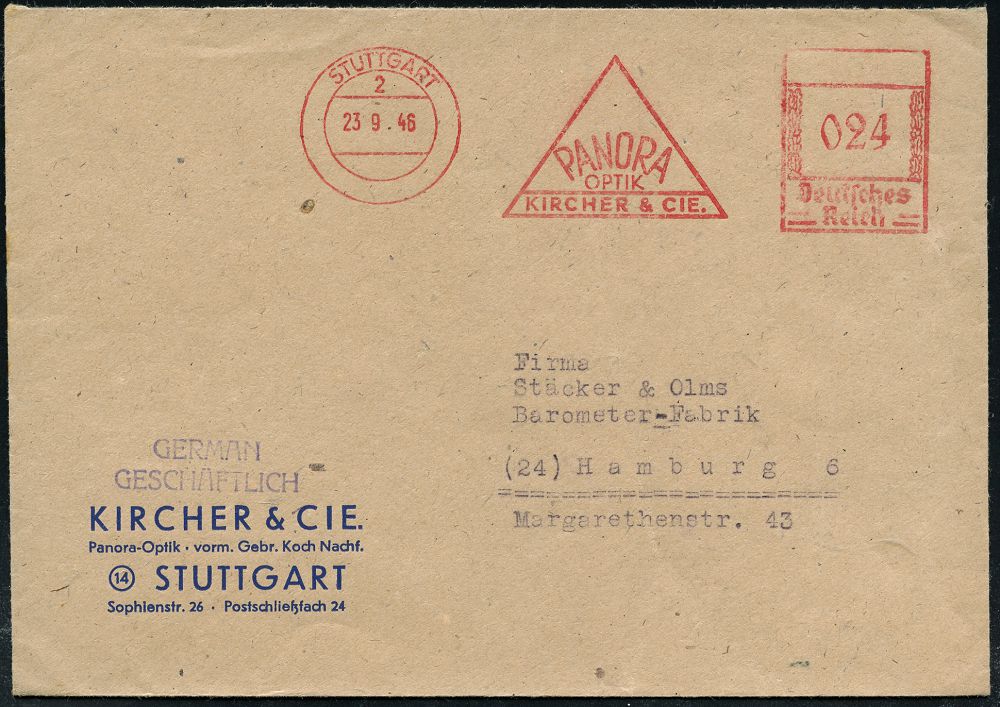 STUTTGART
2
23 9.46
PANORA
OPTIK
KIRCHER & CIE.
024
Deutsches
Reich
Firma
Stäcker & Olms
Barometer-Fabrik
(24) Hamburg 6
Margarethenstr. 43
GERMAN
GESCHÄFTLICH
KIRCHER & CIE.
Panora-Optik · vorm. Gebr. Koch Nachf.
14 STUTTGART
Sophienstr. 26 · Postschließfach 24